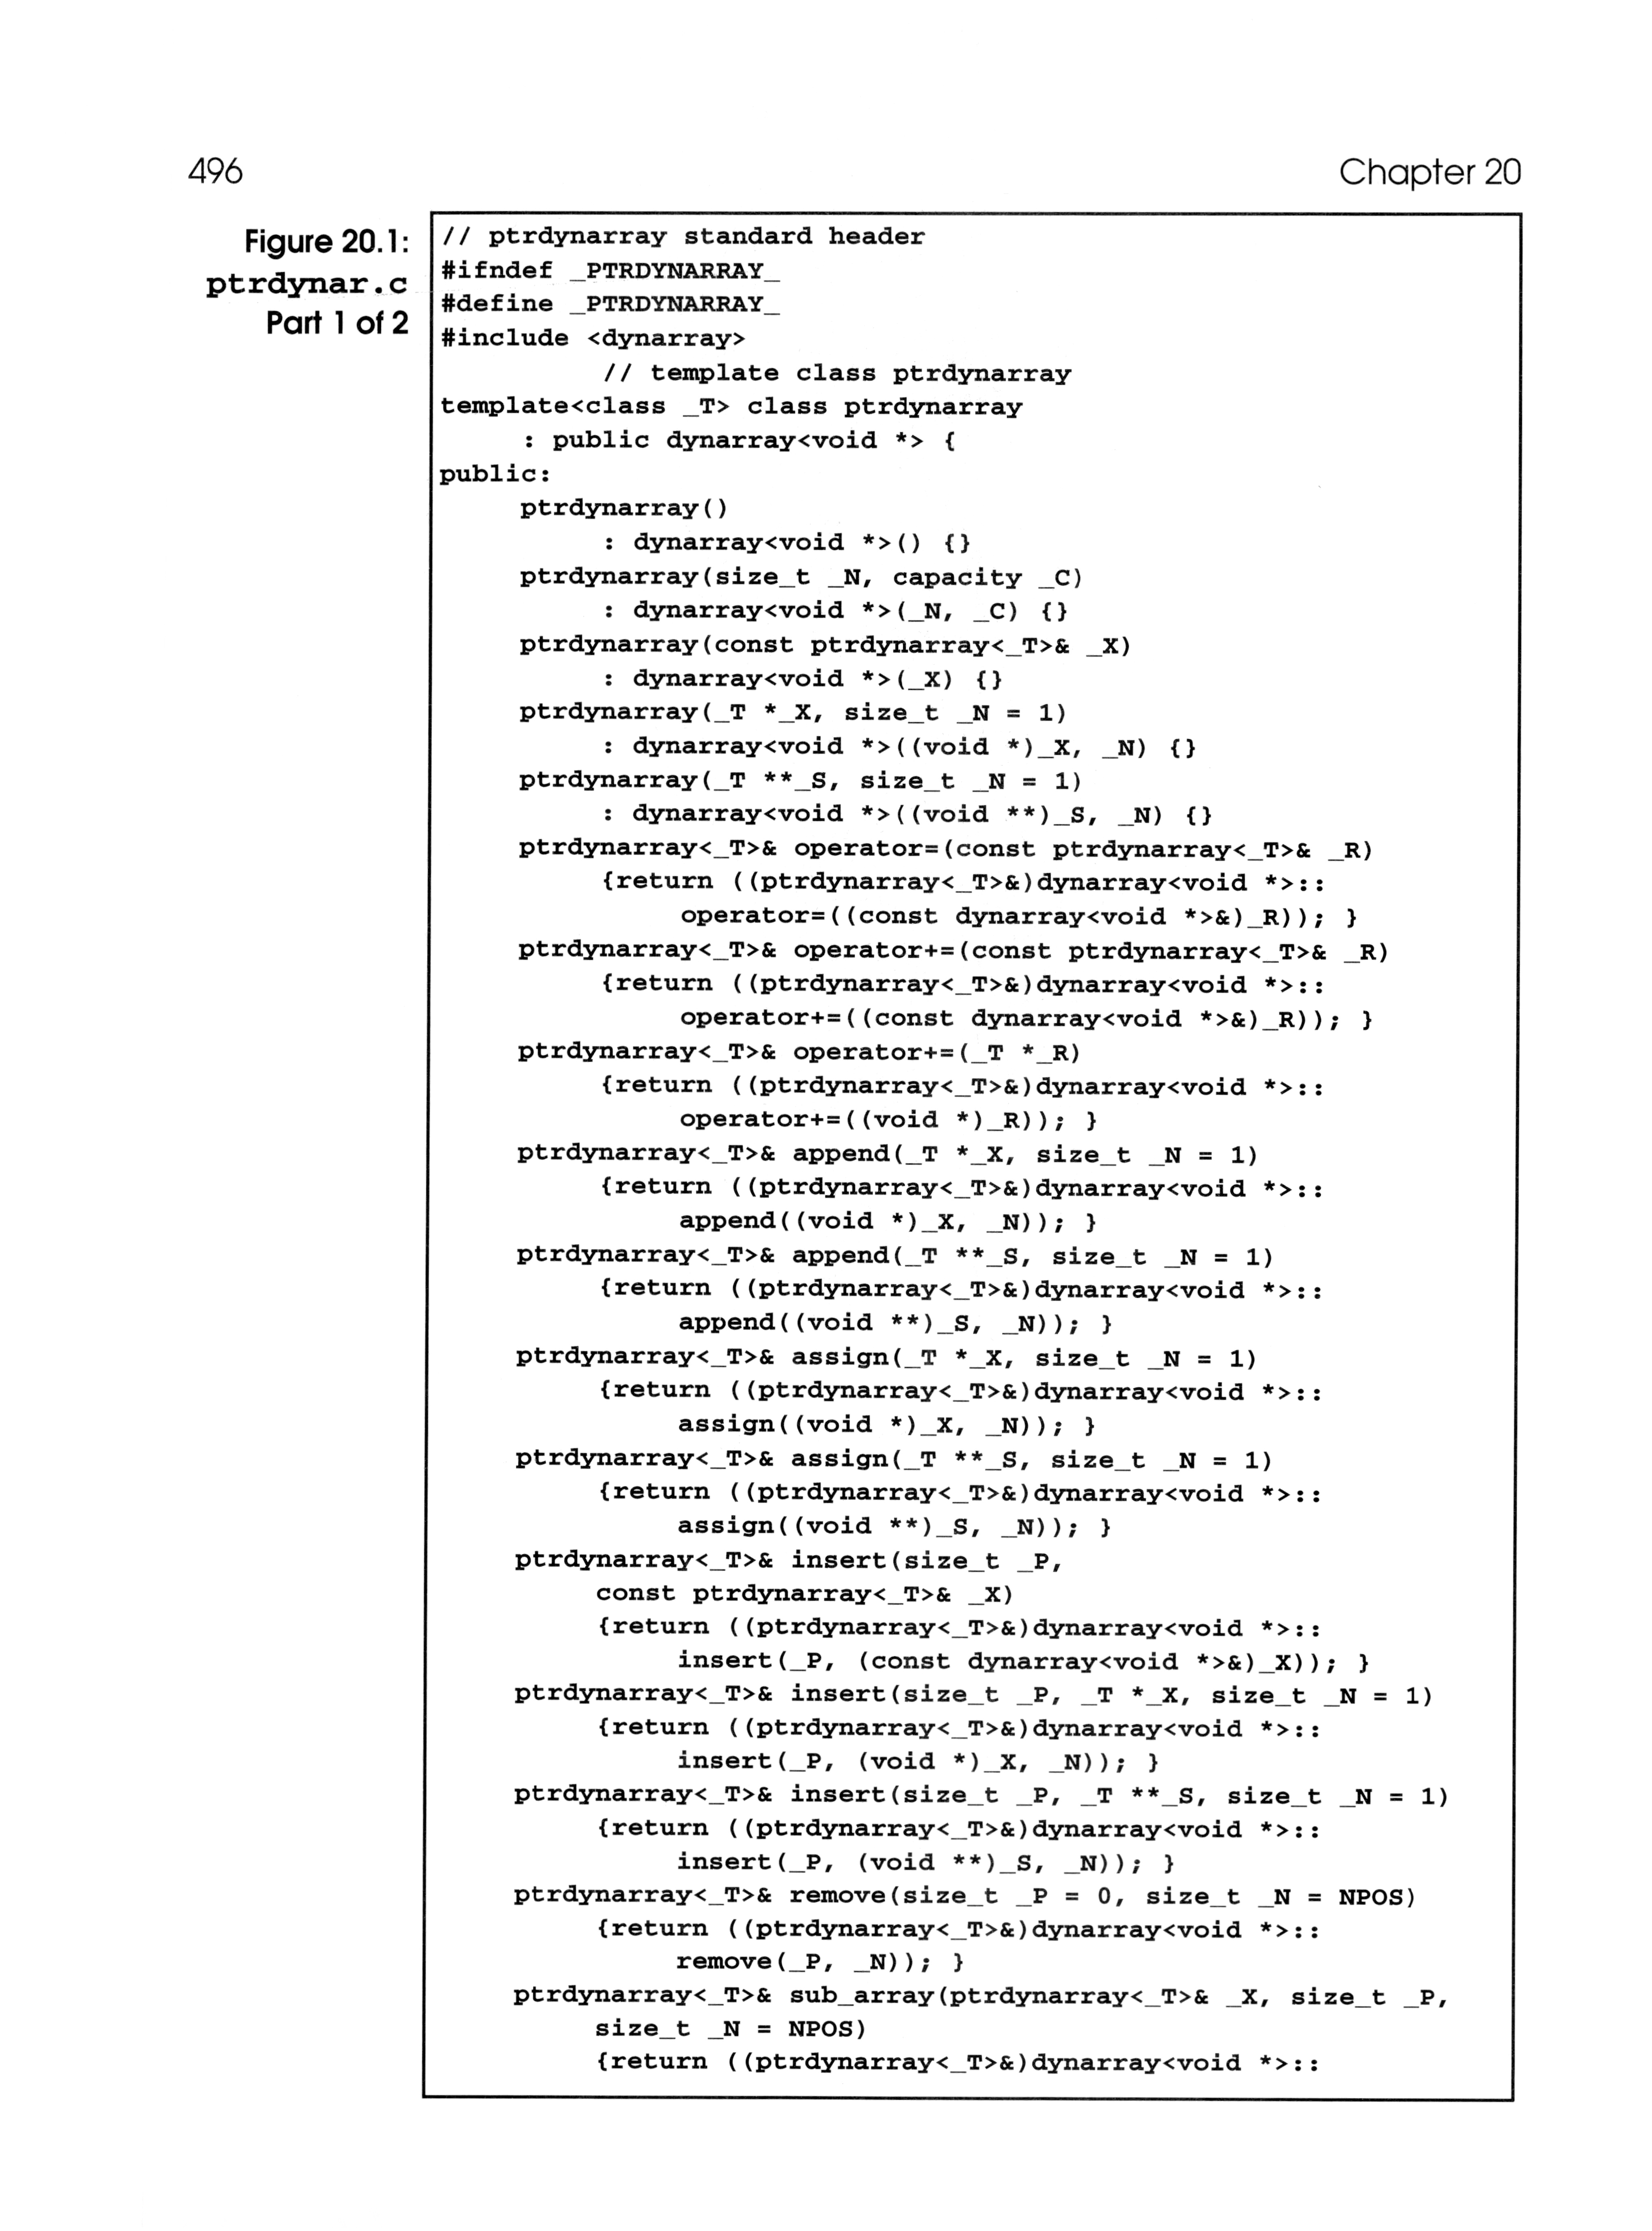 496
Chapter 20
Figure 20.1:
ptrdynar.c
Part 1 of 2
// ptrdynarray standard header
#ifndef _PTRDYNARRAY_
#define _PTRDYNARRAY_
#include <dynarray>
// template class ptrdynarray
template<class _T> class ptrdynarray
: public dynarray<void *> {
public:
ptrdynarray()
: dynarray<void *>() {}
ptrdynarray(size_t _N, capacity _C)
: dynarray<void *>(_N, _C) {}
ptrdynarray(const ptrdynarray<_T>& _X)
: dynarray<void *>(_X) {}
ptrdynarray(_T *_X, size_t _N = 1)
: dynarray<void *>((void *)_X, _N) {}
ptrdynarray(_T **_S, size_t _N = 1)
: dynarray<void *>((void **)_S, _N) {}
ptrdynarray<_T>& operator=(const ptrdynarray<_T>& _R)
{return ((ptrdynarray<_T>&)dynarray<void *>::
operator=((const dynarray<void *>&)_R)); }
ptrdynarray<_T>& operator+=(const ptrdynarray<_T>& _R)
{return ((ptrdynarray<_T>&)dynarray<void *>::
operator+=((const dynarray<void *>&)_R)); }
ptrdynarray<_T>& operator+=(_T *_R)
{return ((ptrdynarray<_T>&)dynarray<void *>::
operator+=((void *)_R)); }
ptrdynarray<_T>& append(_T *_X, size_t _N = 1)
{return ((ptrdynarray<_T>&)dynarray<void *>::
append((void *)_X, _N)); }
ptrdynarray<_T>& append(_T **_S, size_t _N = 1)
{return ((ptrdynarray<_T>&)dynarray<void *>::
append((void **)_S, _N)); }
ptrdynarray<_T>& assign(_T *_X, size_t _N = 1)
{return ((ptrdynarray<_T>&)dynarray<void *>::
assign((void *)_X, _N)); }
ptrdynarray<_T>& assign(_T **_S, size_t _N = 1)
{return ((ptrdynarray<_T>&)dynarray<void *>::
assign((void **)_S, _N)); }
ptrdynarray<_T>& insert(size_t _P,
const ptrdynarray<_T>& _X)
{return ((ptrdynarray<_T>&)dynarray<void *>::
insert(_P, (const dynarray<void *>&)_X)); }
ptrdynarray<_T>& insert(size_t _P, _T *_X, size_t _N = 1)
{return ((ptrdynarray<_T>&)dynarray<void *>::
insert(_P, (void *)_X, _N)); }
ptrdynarray<_T>& insert(size_t _P, _T **_S, size_t _N = 1)
{return ((ptrdynarray<_T>&)dynarray<void *>::
insert(_P, (void **)_S, _N)); }
ptrdynarray<_T>& remove(size_t _P = 0, size_t _N = NPOS)
{return ((ptrdynarray<_T>&)dynarray<void *>::
remove(_P, _N)); }
ptrdynarray<_T>& sub_array(ptrdynarray<_T>& _X, size_t _P,
size_t _N = NPOS)
{return ((ptrdynarray<_T>&)dynarray<void *>::